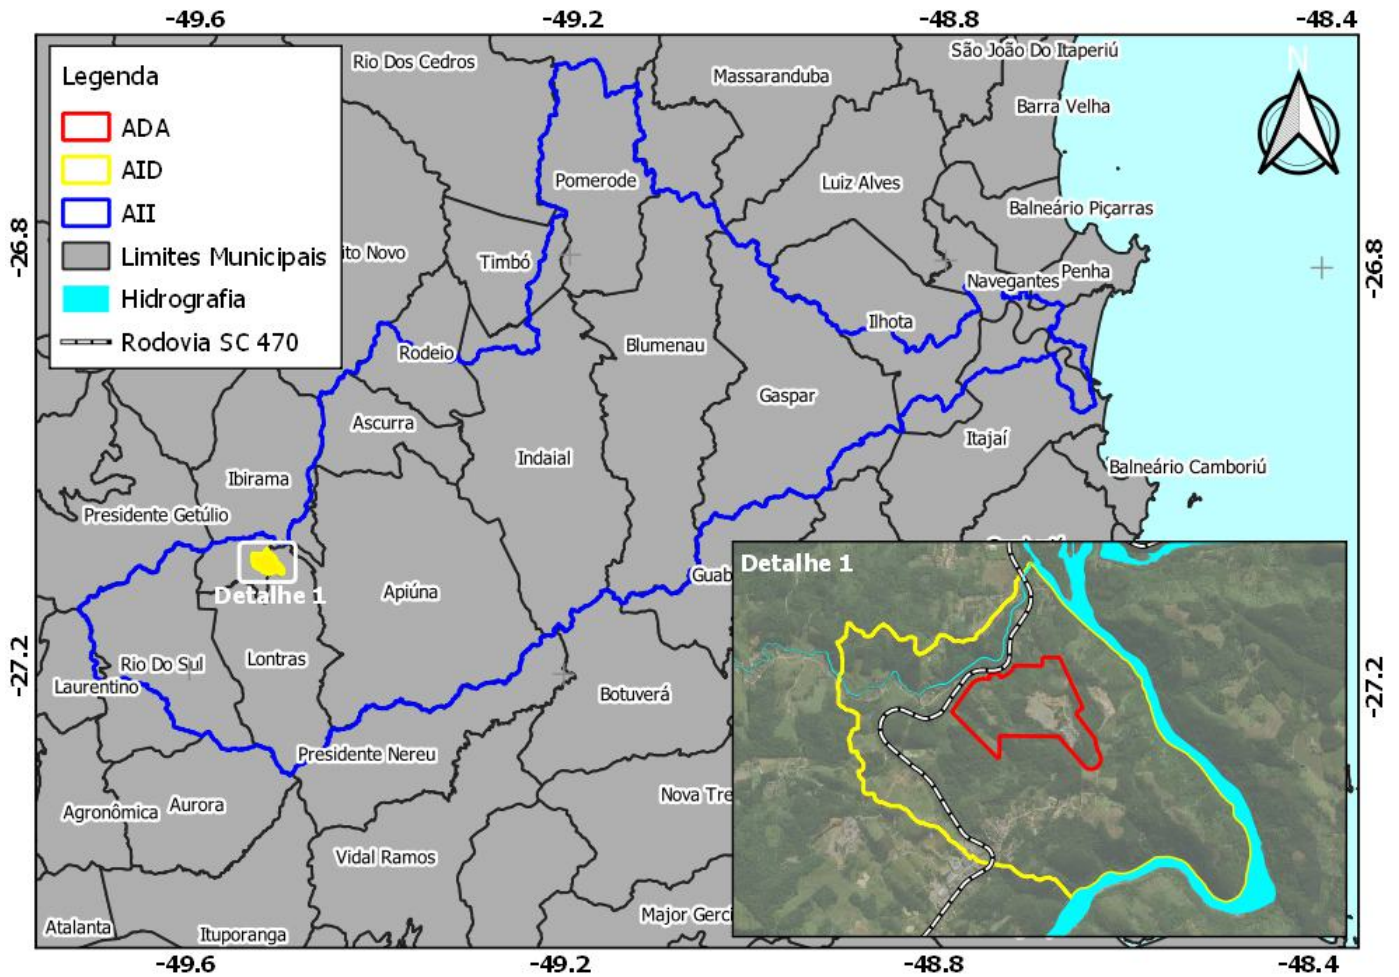 -49.6
-49.2
-48.8
-48.4
Legenda
ADA
AID
AII
Limites Municipais
Hidrografia
Rodovia SC 470
Rio Dos Cedros
Massaranduba
São João Do Itaperiú
Barra Velha
N
Pomerode
Luiz Alves
Balneário Piçarras
-26.8
ito Novo
Timbó
Navegantes
Penha
-26.8
Rodeio
Blumenau
Ilhota
Gaspar
Ascurra
Indaial
Itajaí
Ibirama
Balneário Camboriú
Presidente Getúlio
Detalhe 1
Apiúna
Guab
Detalhe 1
-27.2
Rio Do Sul
Lontras
Laurentino
Botuverá
-27.2
Presidente Nereu
Agronômica
Aurora
Nova Tre
Vidal Ramos
Atalanta
Ituporanga
Major Gerci
-49.6
-49.2
-48.8
-48.4